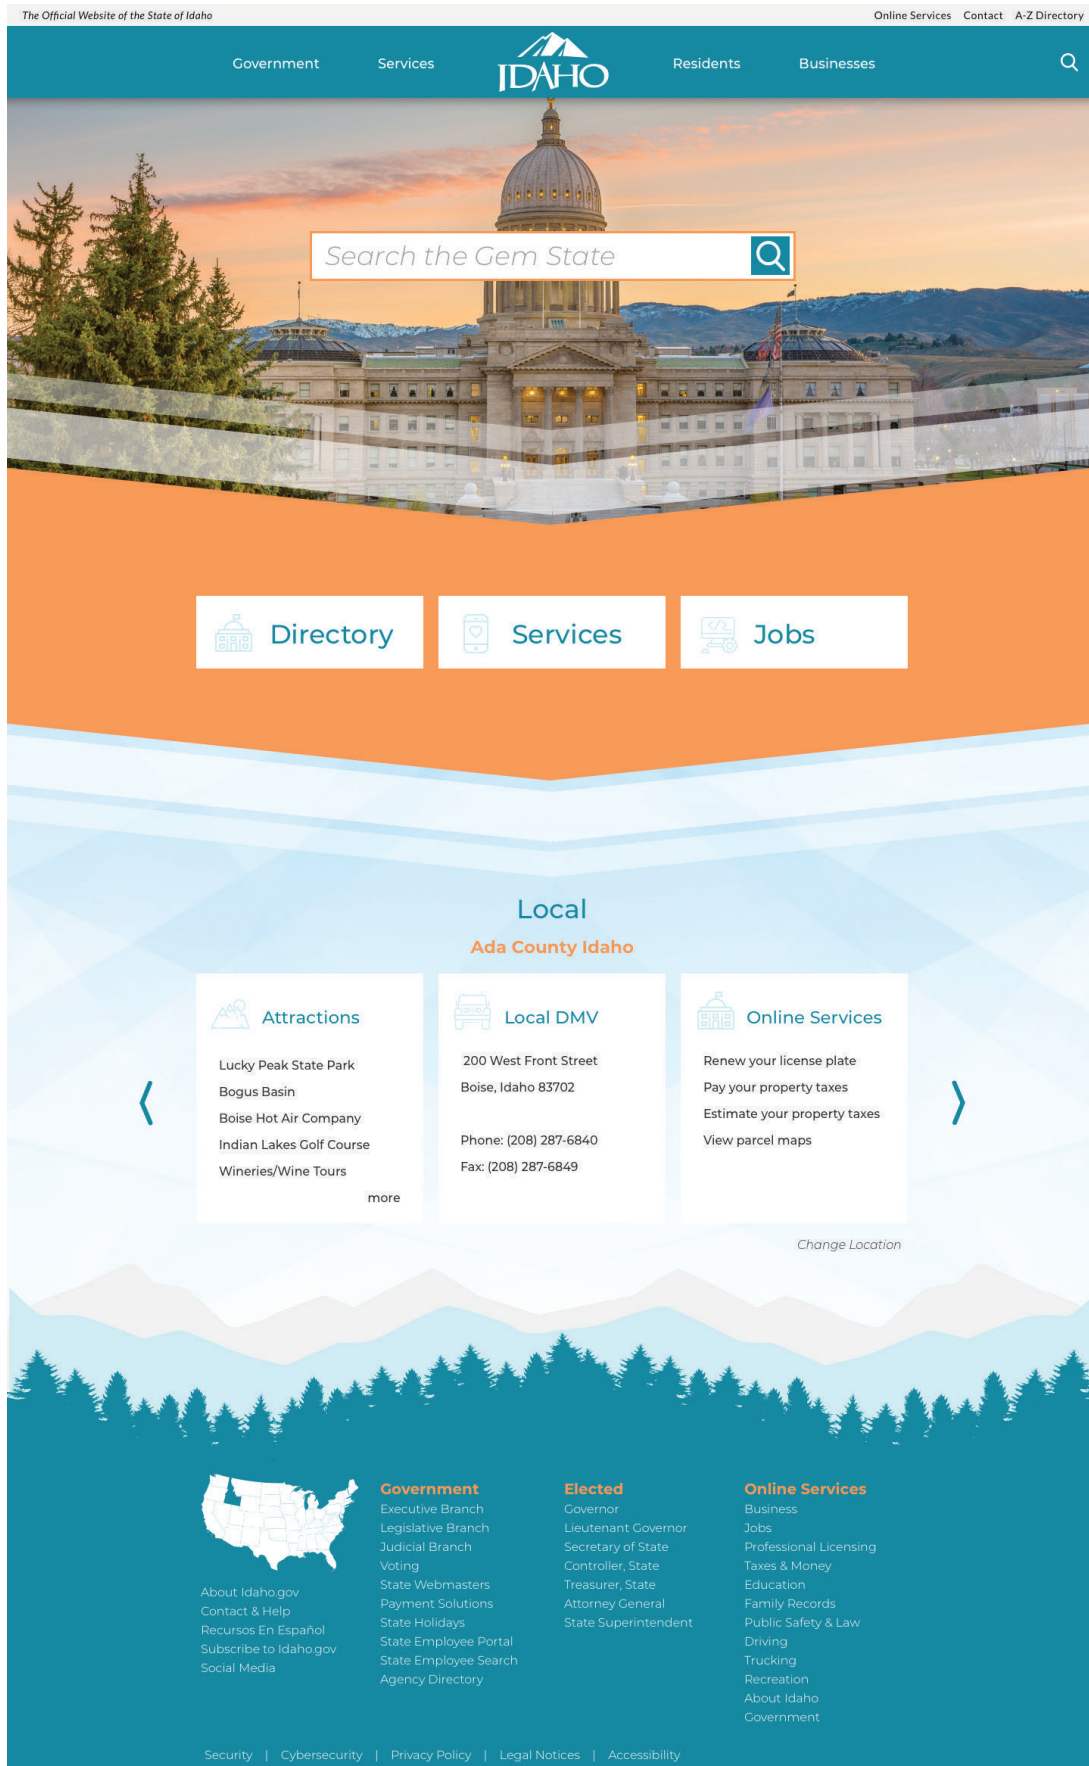 The Official Website of the State of Idaho
Online Services Contact A-Z Directory
Government Services IDAHO Residents Businesses
Search the Gem State
Directory
Services
Jobs
Local
Ada County Idaho
Attractions
Lucky Peak State Park
Bogus Basin
Boise Hot Air Company
Indian Lakes Golf Course
Wineries/Wine Tours
more
Local DMV
200 West Front Street
Boise, Idaho 83702
Phone: (208) 287-6840
Fax: (208) 287-6849
Online Services
Renew your license plate
Pay your property taxes
Estimate your property taxes
View parcel maps
Change Location
About Idaho.gov
Contact & Help
Recursos En Español
Subscribe to Idaho.gov
Social Media
Government
Executive Branch
Legislative Branch
Judicial Branch
Voting
State Webmasters
Payment Solutions
State Holidays
State Employee Portal
State Employee Search
Agency Directory
Elected
Governor
Lieutenant Governor
Secretary of State
Controller, State
Treasurer, State
Attorney General
State Superintendent
Online Services
Business
Jobs
Professional Licensing
Taxes & Money
Education
Family Records
Public Safety & Law
Driving
Trucking
Recreation
About Idaho
Government
Security | Cybersecurity | Privacy Policy | Legal Notices | Accessibility